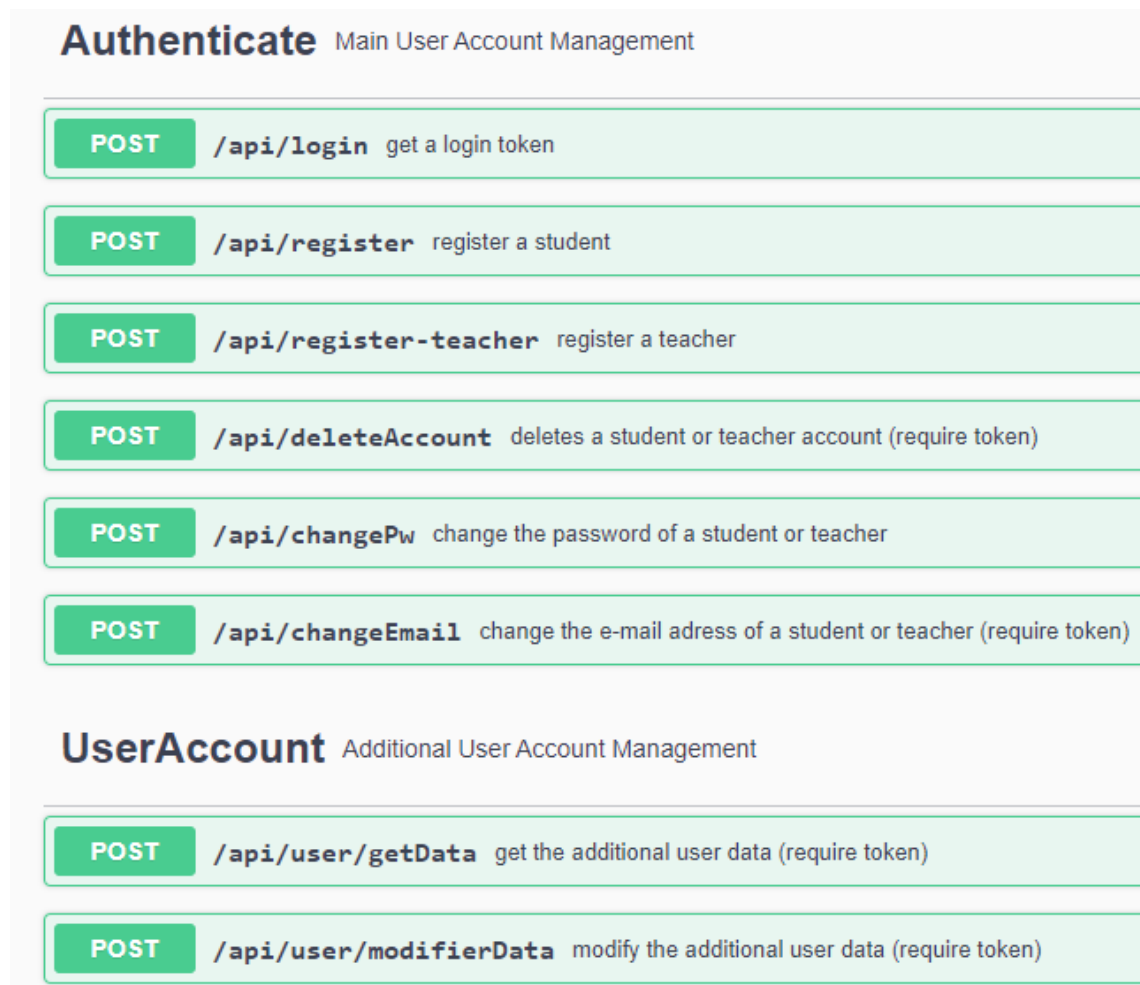 Authenticate Main User Account Management
POST /api/login get a login token
POST /api/register register a student
POST /api/register-teacher register a teacher
POST /api/deleteAccount deletes a student or teacher account (require token)
POST /api/changePw change the password of a student or teacher
POST /api/changeEmail change the e-mail adress of a student or teacher (require token)
UserAccount Additional User Account Management
POST /api/user/getData get the additional user data (require token)
POST /api/user/modifierData modify the additional user data (require token)